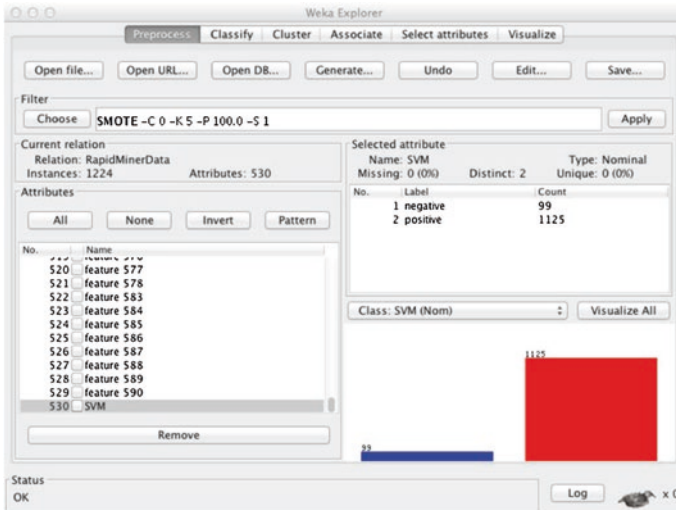 Weka Explorer
Preprocess Classify Cluster Associate Select attributes Visualize
Open file... Open URL... Open DB... Generate... Undo Edit... Save...
Filter
Choose SMOTE -C 0 -K 5 -P 100.0 -S 1 Apply
Current relation
Relation: RapidMinerData
Instances: 1224 Attributes: 530
Selected attribute
Name: SVM Type: Nominal
Missing: 0 (0%) Distinct: 2 Unique: 0 (0%)
No. Label Count
1 negative 99
2 positive 1125
Attributes
All None Invert Pattern
No. Name
520 feature 577
521 feature 578
522 feature 583
523 feature 584
524 feature 585
525 feature 586
526 feature 587
527 feature 588
528 feature 589
529 feature 590
530 SVM
Remove
Class: SVM (Nom) Visualize All
1125
99
Status
OK
Log x 0